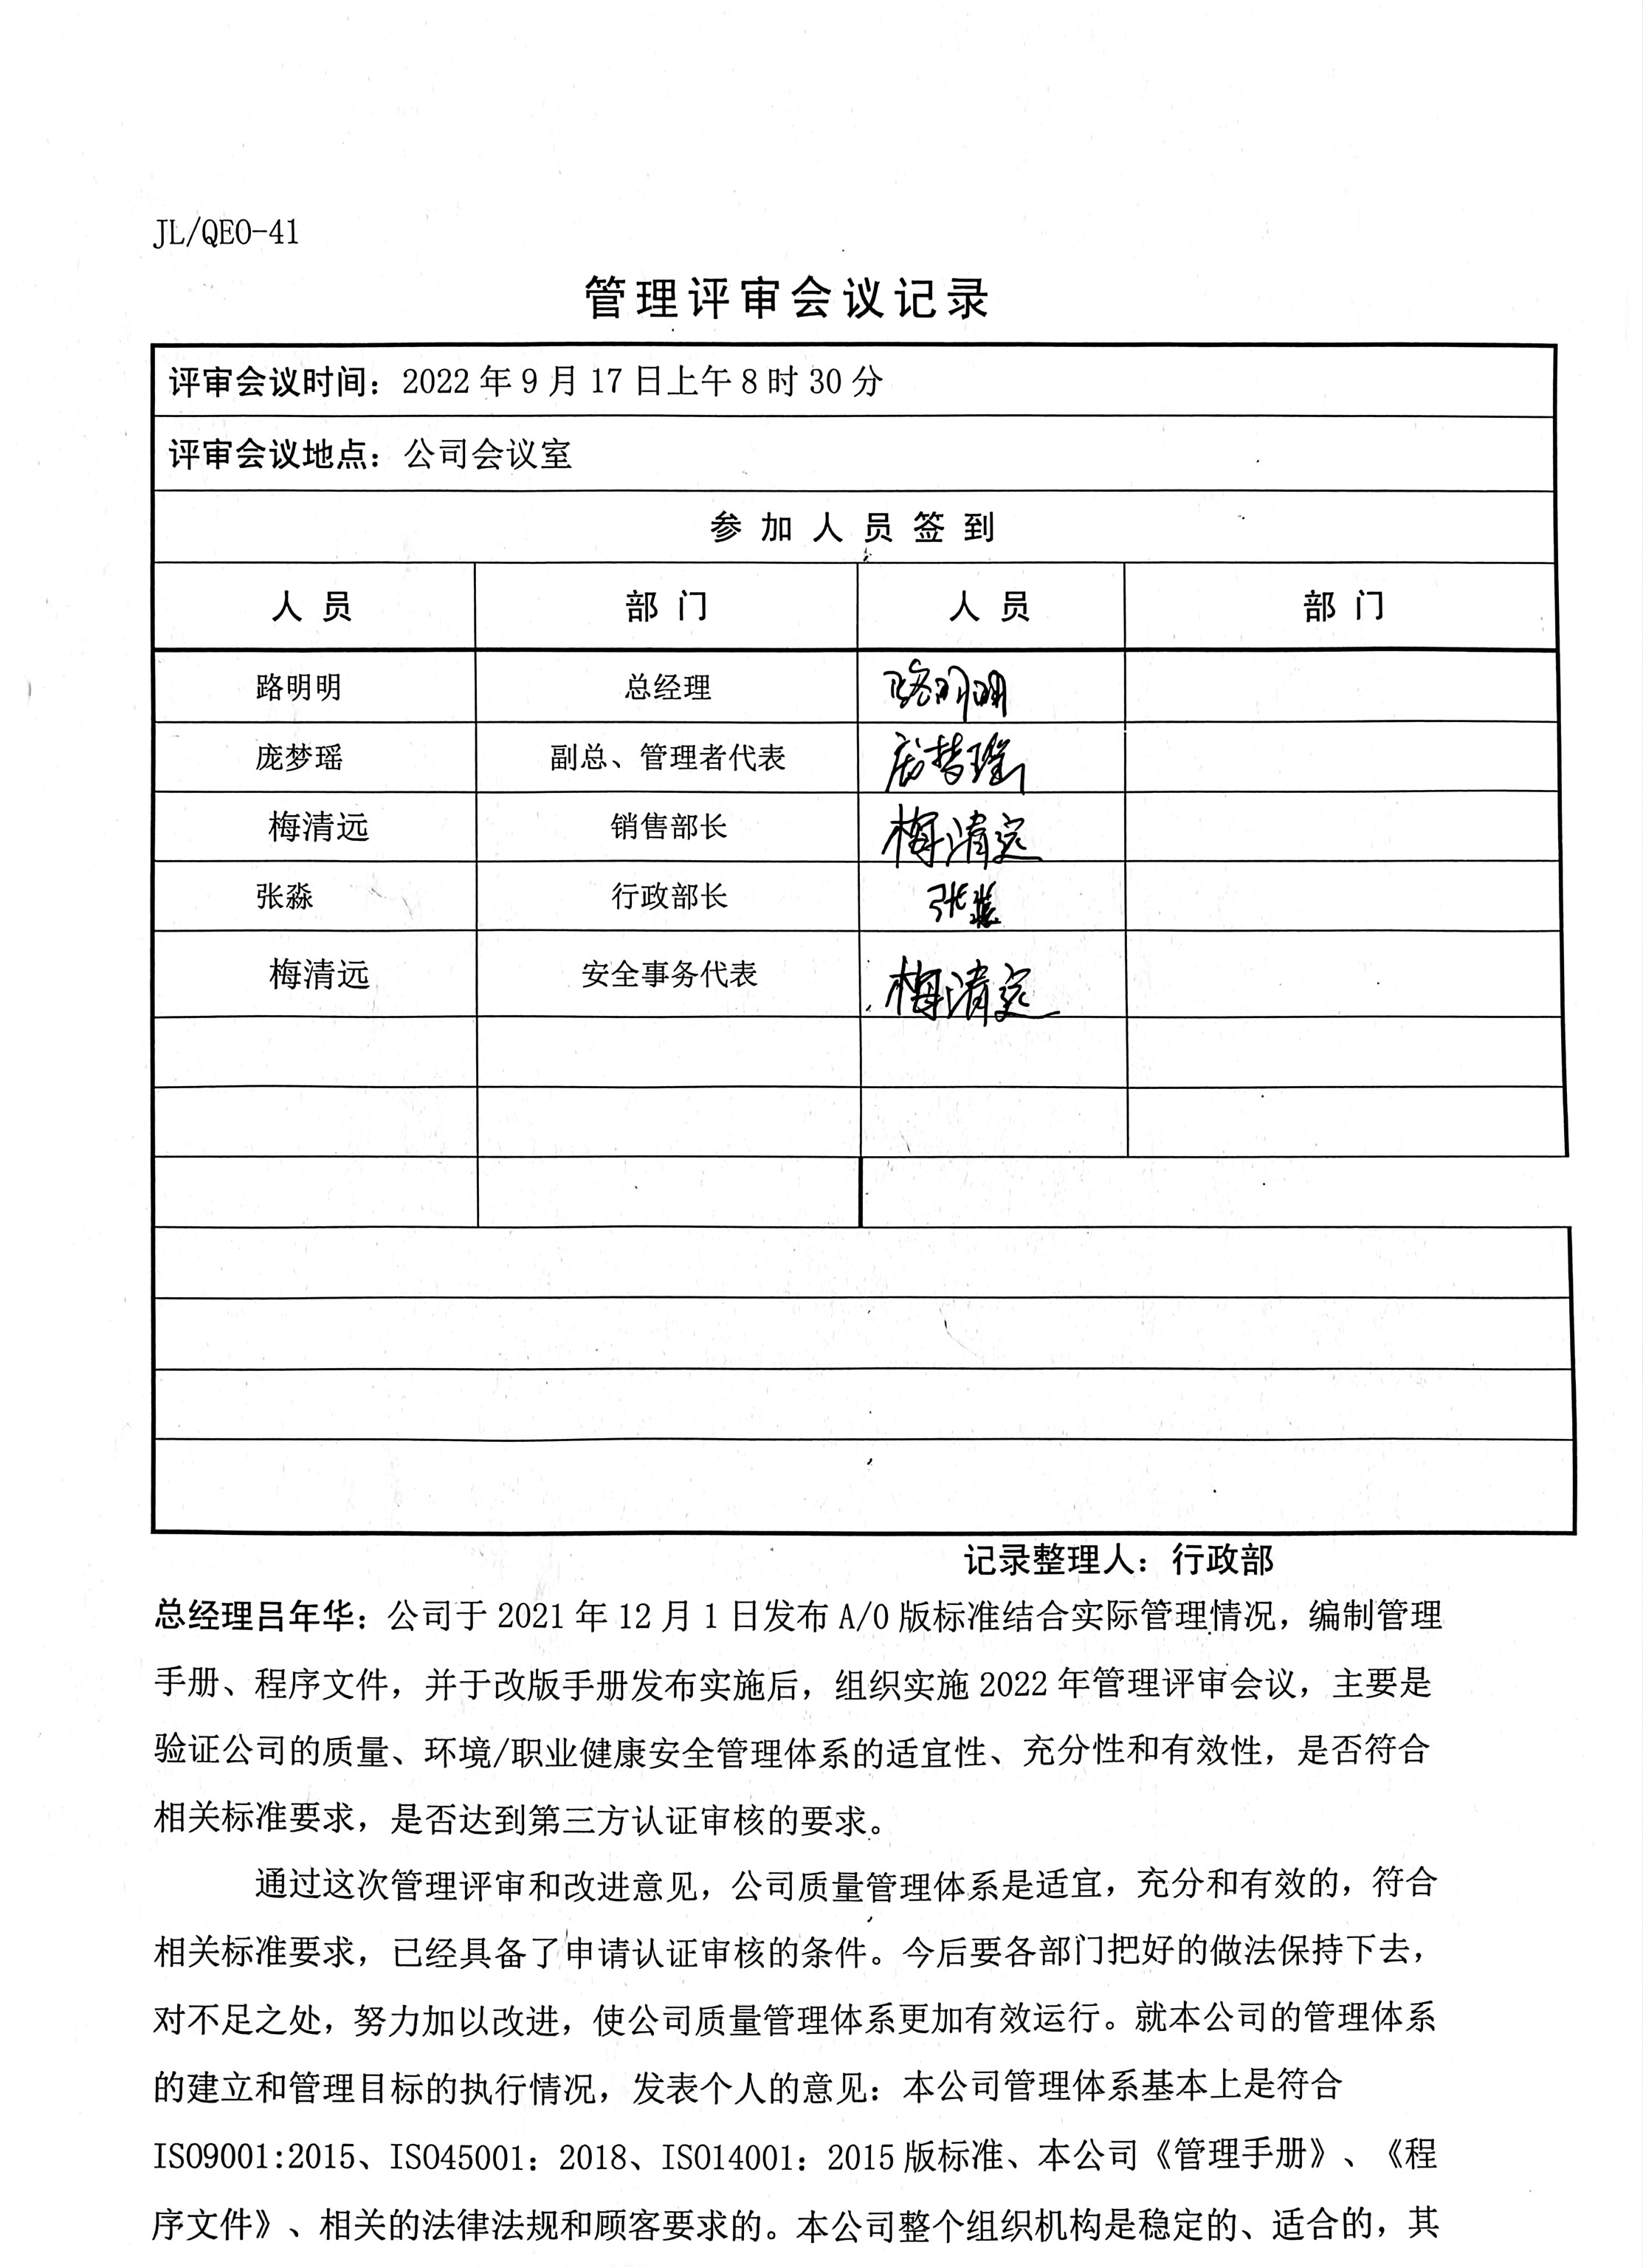 JL/QEO-41
管理评审会议记录
评审会议时间：2022年9月17日上午8时30分
评审会议地点：公司会议室
参加人员签到
人员 部门 人员 部门
路明明 总经理 路明明
庞梦瑶 副总、管理者代表 庞梦瑶
梅清远 销售部长 梅清远
张淼 行政部长 张淼
梅清远 安全事务代表 梅清远
记录整理人：行政部
总经理吕年华：公司于2021年12月1日发布A/0版标准结合实际管理情况，编制管理
手册、程序文件，并于改版手册发布实施后，组织实施2022年管理评审会议，主要是
验证公司的质量、环境/职业健康安全管理体系的适宜性、充分性和有效性，是否符合
相关标准要求，是否达到第三方认证审核的要求。
通过这次管理评审和改进意见，公司质量管理体系是适宜，充分和有效的，符合
相关标准要求，已经具备了申请认证审核的条件。今后要各部门把好的做法保持下去，
对不足之处，努力加以改进，使公司质量管理体系更加有效运行。就本公司的管理体系
的建立和管理目标的执行情况，发表个人的意见：本公司管理体系基本上是符合
ISO9001:2015、ISO45001：2018、ISO14001：2015版标准、本公司《管理手册》、《程
序文件》、相关的法律法规和顾客要求的。本公司整个组织机构是稳定的、适合的，其